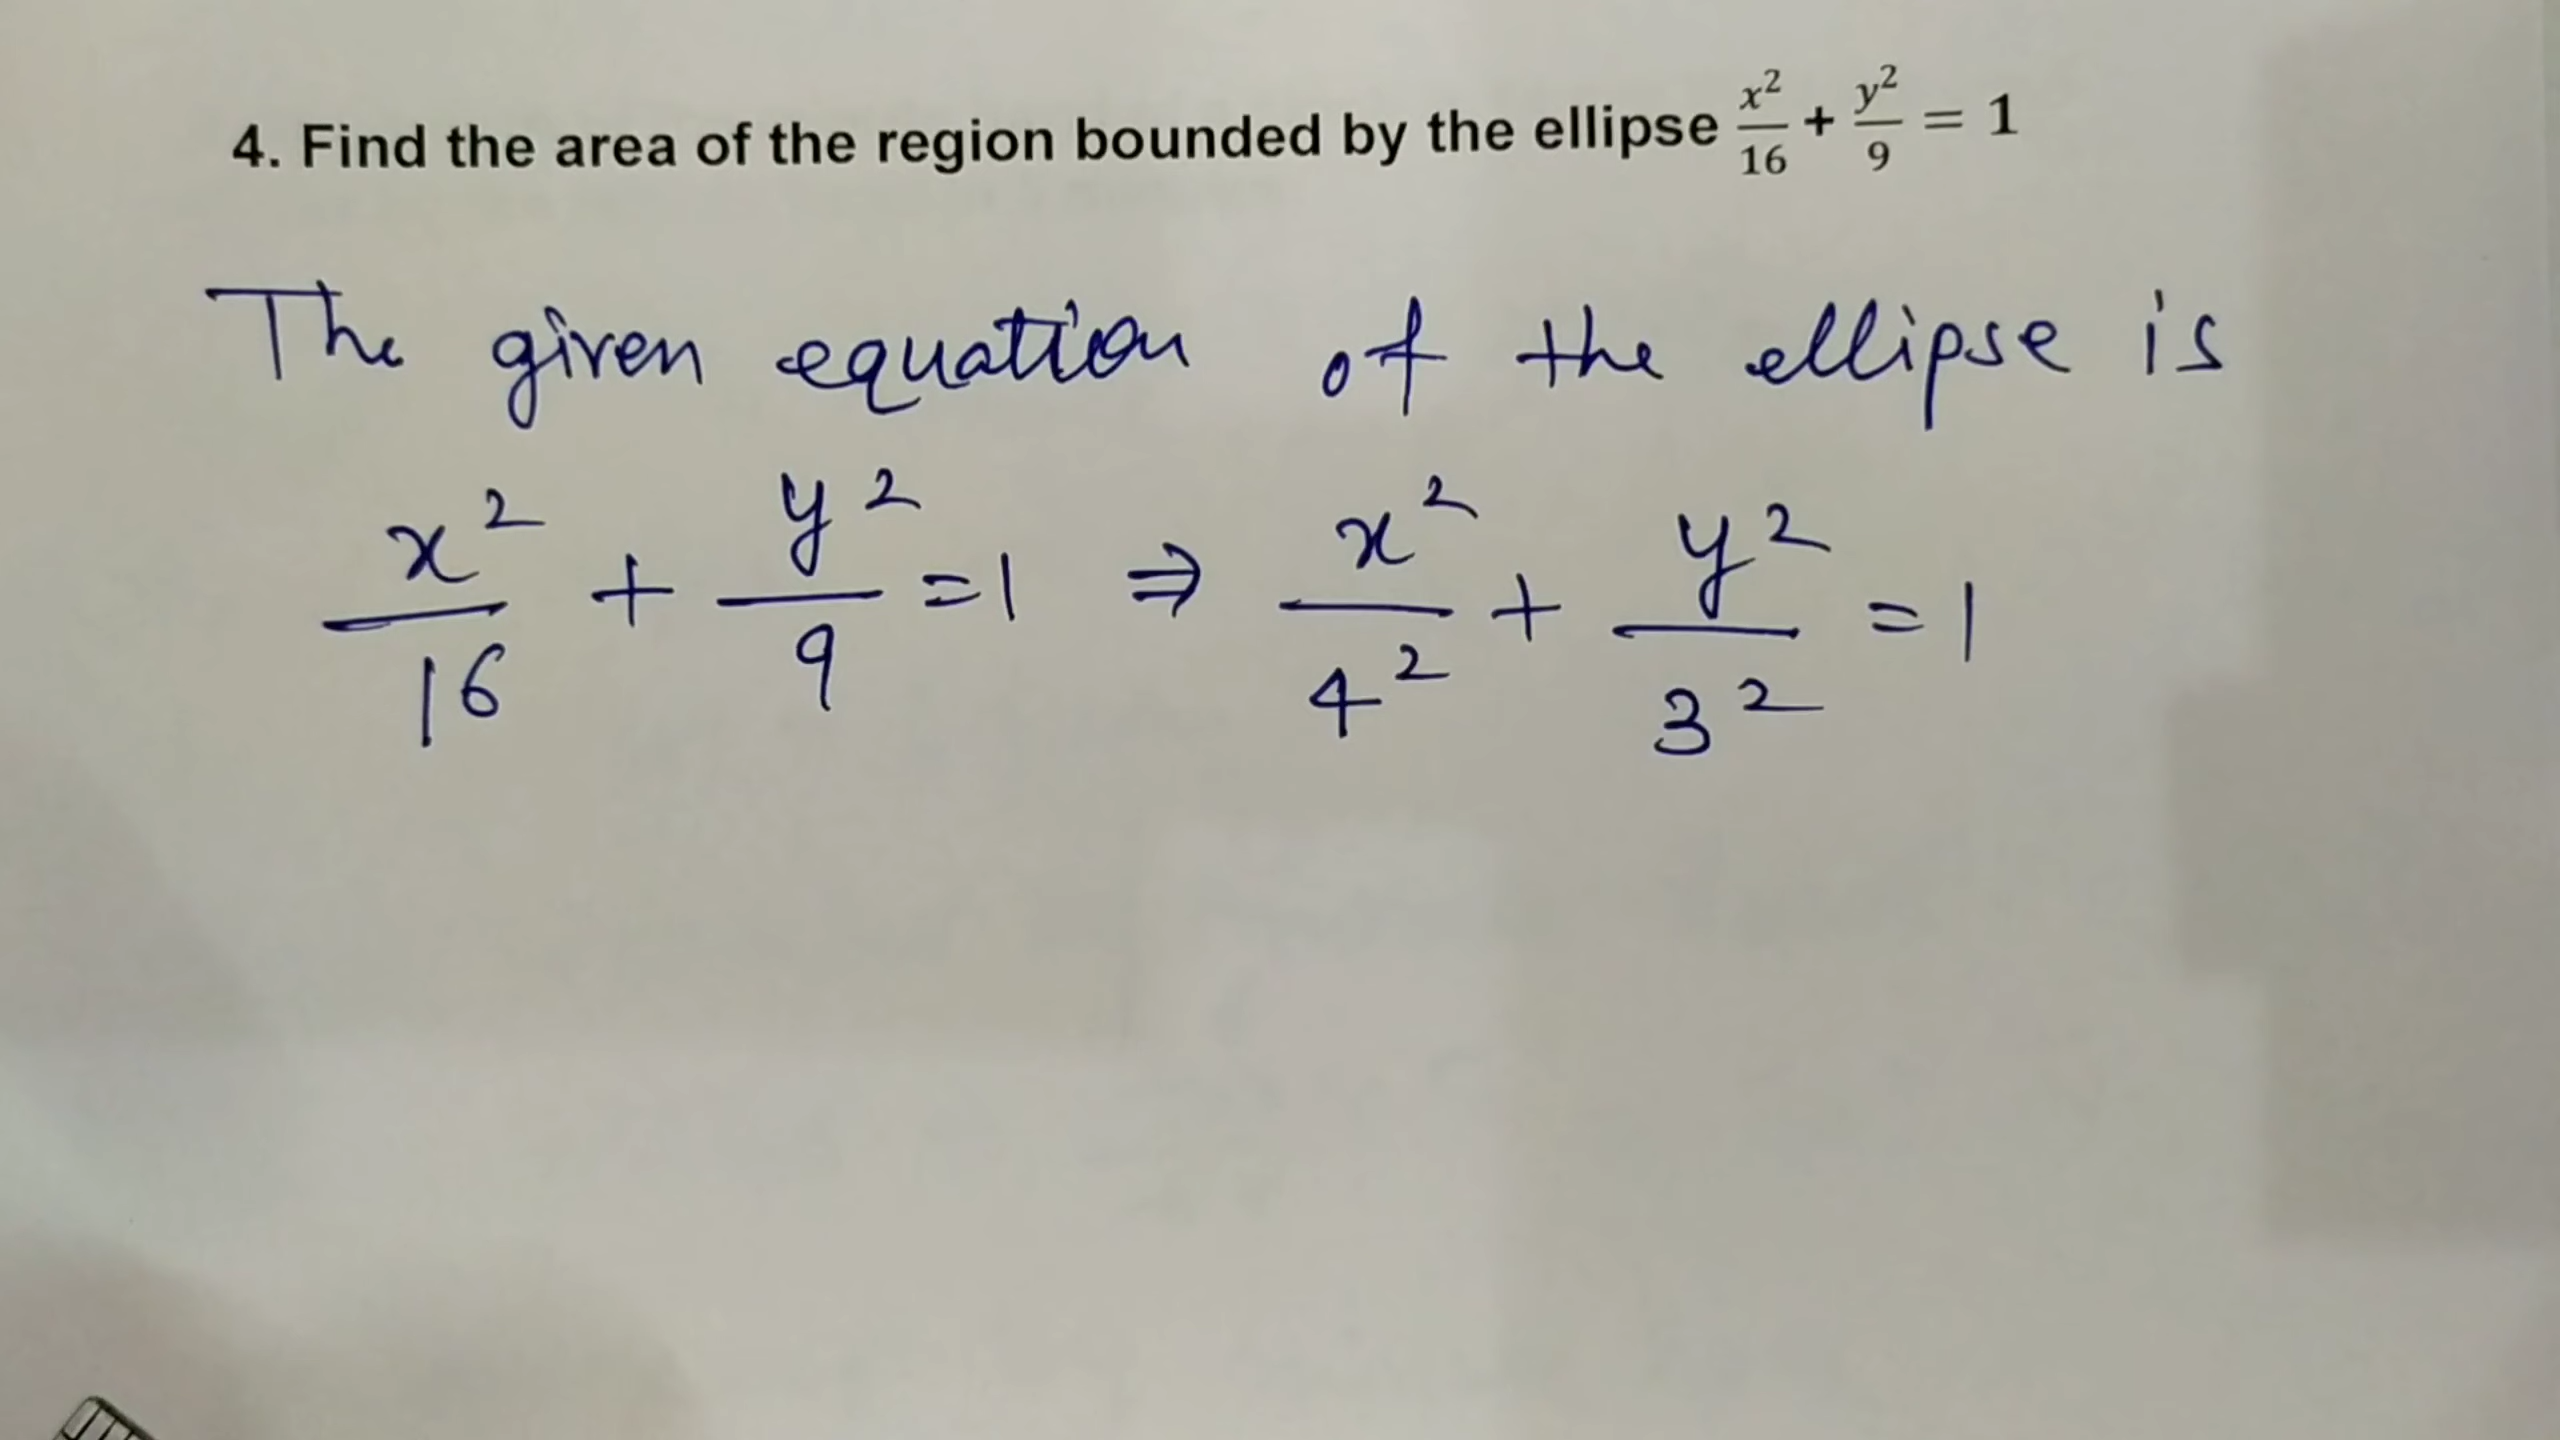 4. Find the area of the region bounded by the ellipse x²/16 + y²/9 = 1
The given equation of the ellipse is
x²/16 + y²/9 = 1 ⇒ x²/4² + y²/3² = 1